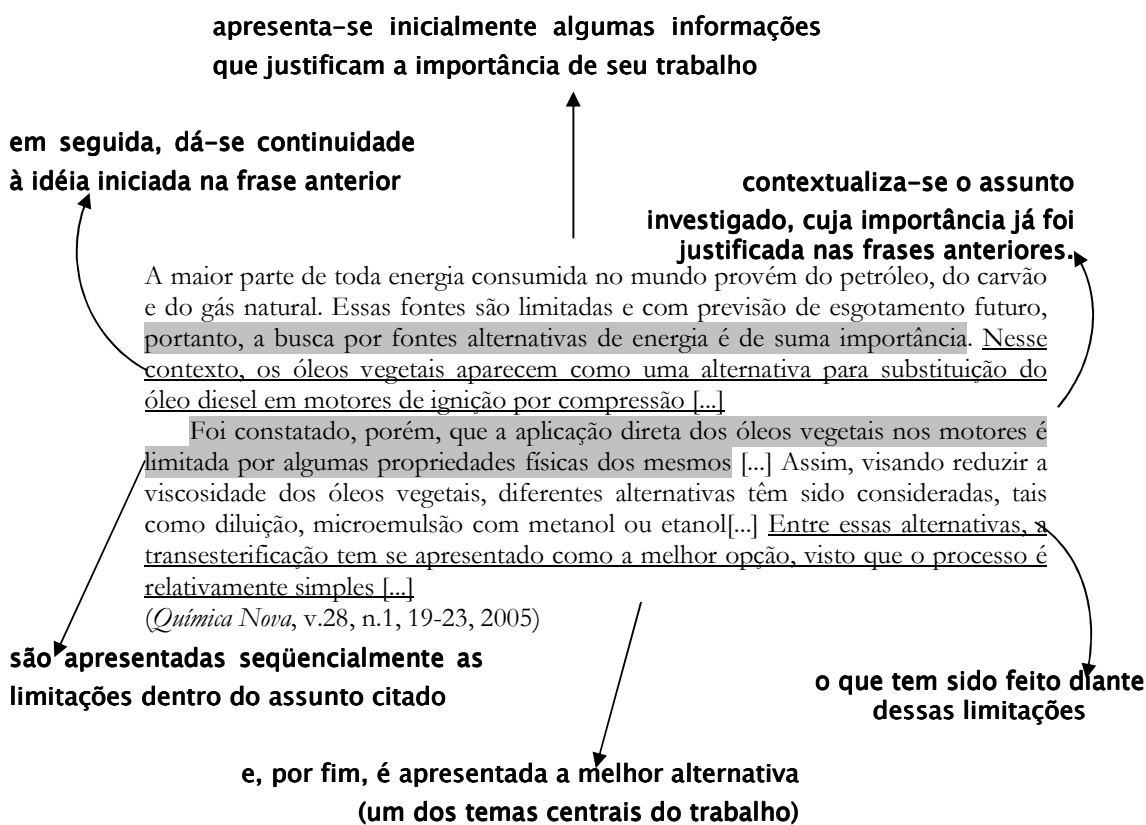 apresenta-se inicialmente algumas informações
que justificam a importância de seu trabalho
em seguida, dá-se continuidade
à idéia iniciada na frase anterior
contextualiza-se o assunto
investigado, cuja importância já foi
justificada nas frases anteriores.
A maior parte de toda energia consumida no mundo provém do petróleo, do carvão
e do gás natural. Essas fontes são limitadas e com previsão de esgotamento futuro,
portanto, a busca por fontes alternativas de energia é de suma importância. Nesse
contexto, os óleos vegetais aparecem como uma alternativa para substituição do
óleo diesel em motores de ignição por compressão [...]
Foi constatado, porém, que a aplicação direta dos óleos vegetais nos motores é
limitada por algumas propriedades físicas dos mesmos [...] Assim, visando reduzir a
viscosidade dos óleos vegetais, diferentes alternativas têm sido consideradas, tais
como diluição, microemulsão com metanol ou etanol[...] Entre essas alternativas, a
transesterificação tem se apresentado como a melhor opção, visto que o processo é
relativamente simples [...]
(Química Nova, v.28, n.1, 19-23, 2005)
são apresentadas seqüencialmente as
limitações dentro do assunto citado
o que tem sido feito diante
dessas limitações
e, por fim, é apresentada a melhor alternativa
(um dos temas centrais do trabalho)